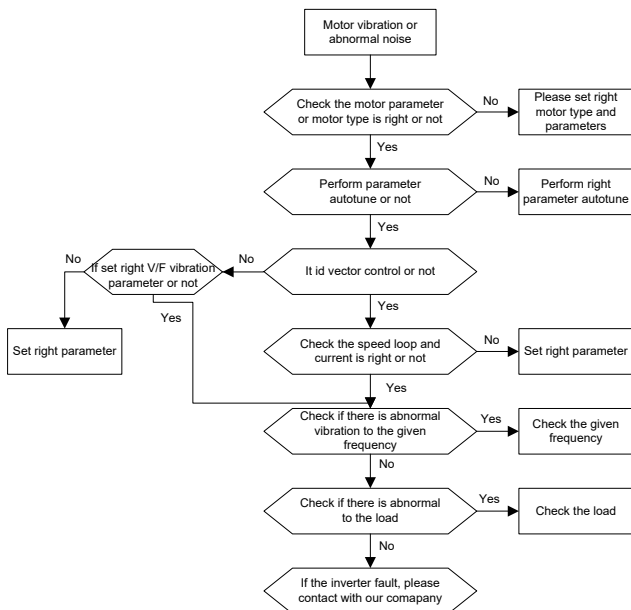 Motor vibration or
abnormal noise
Check the motor parameter
or motor type is right or not
No
Please set right
motor type and
parameters
Yes
Perform parameter
autotune or not
No
Perform right
parameter autotune
Yes
It id vector control or not
No
If set right V/F vibration
parameter or not
No
Set right parameter
Yes
Yes
Check the speed loop and
current is right or not
No
Set right parameter
Yes
Check if there is abnormal
vibration to the given
frequency
Yes
Check the given
frequency
No
Check if there is abnormal
to the load
Yes
Check the load
No
If the inverter fault, please
contact with our comapany